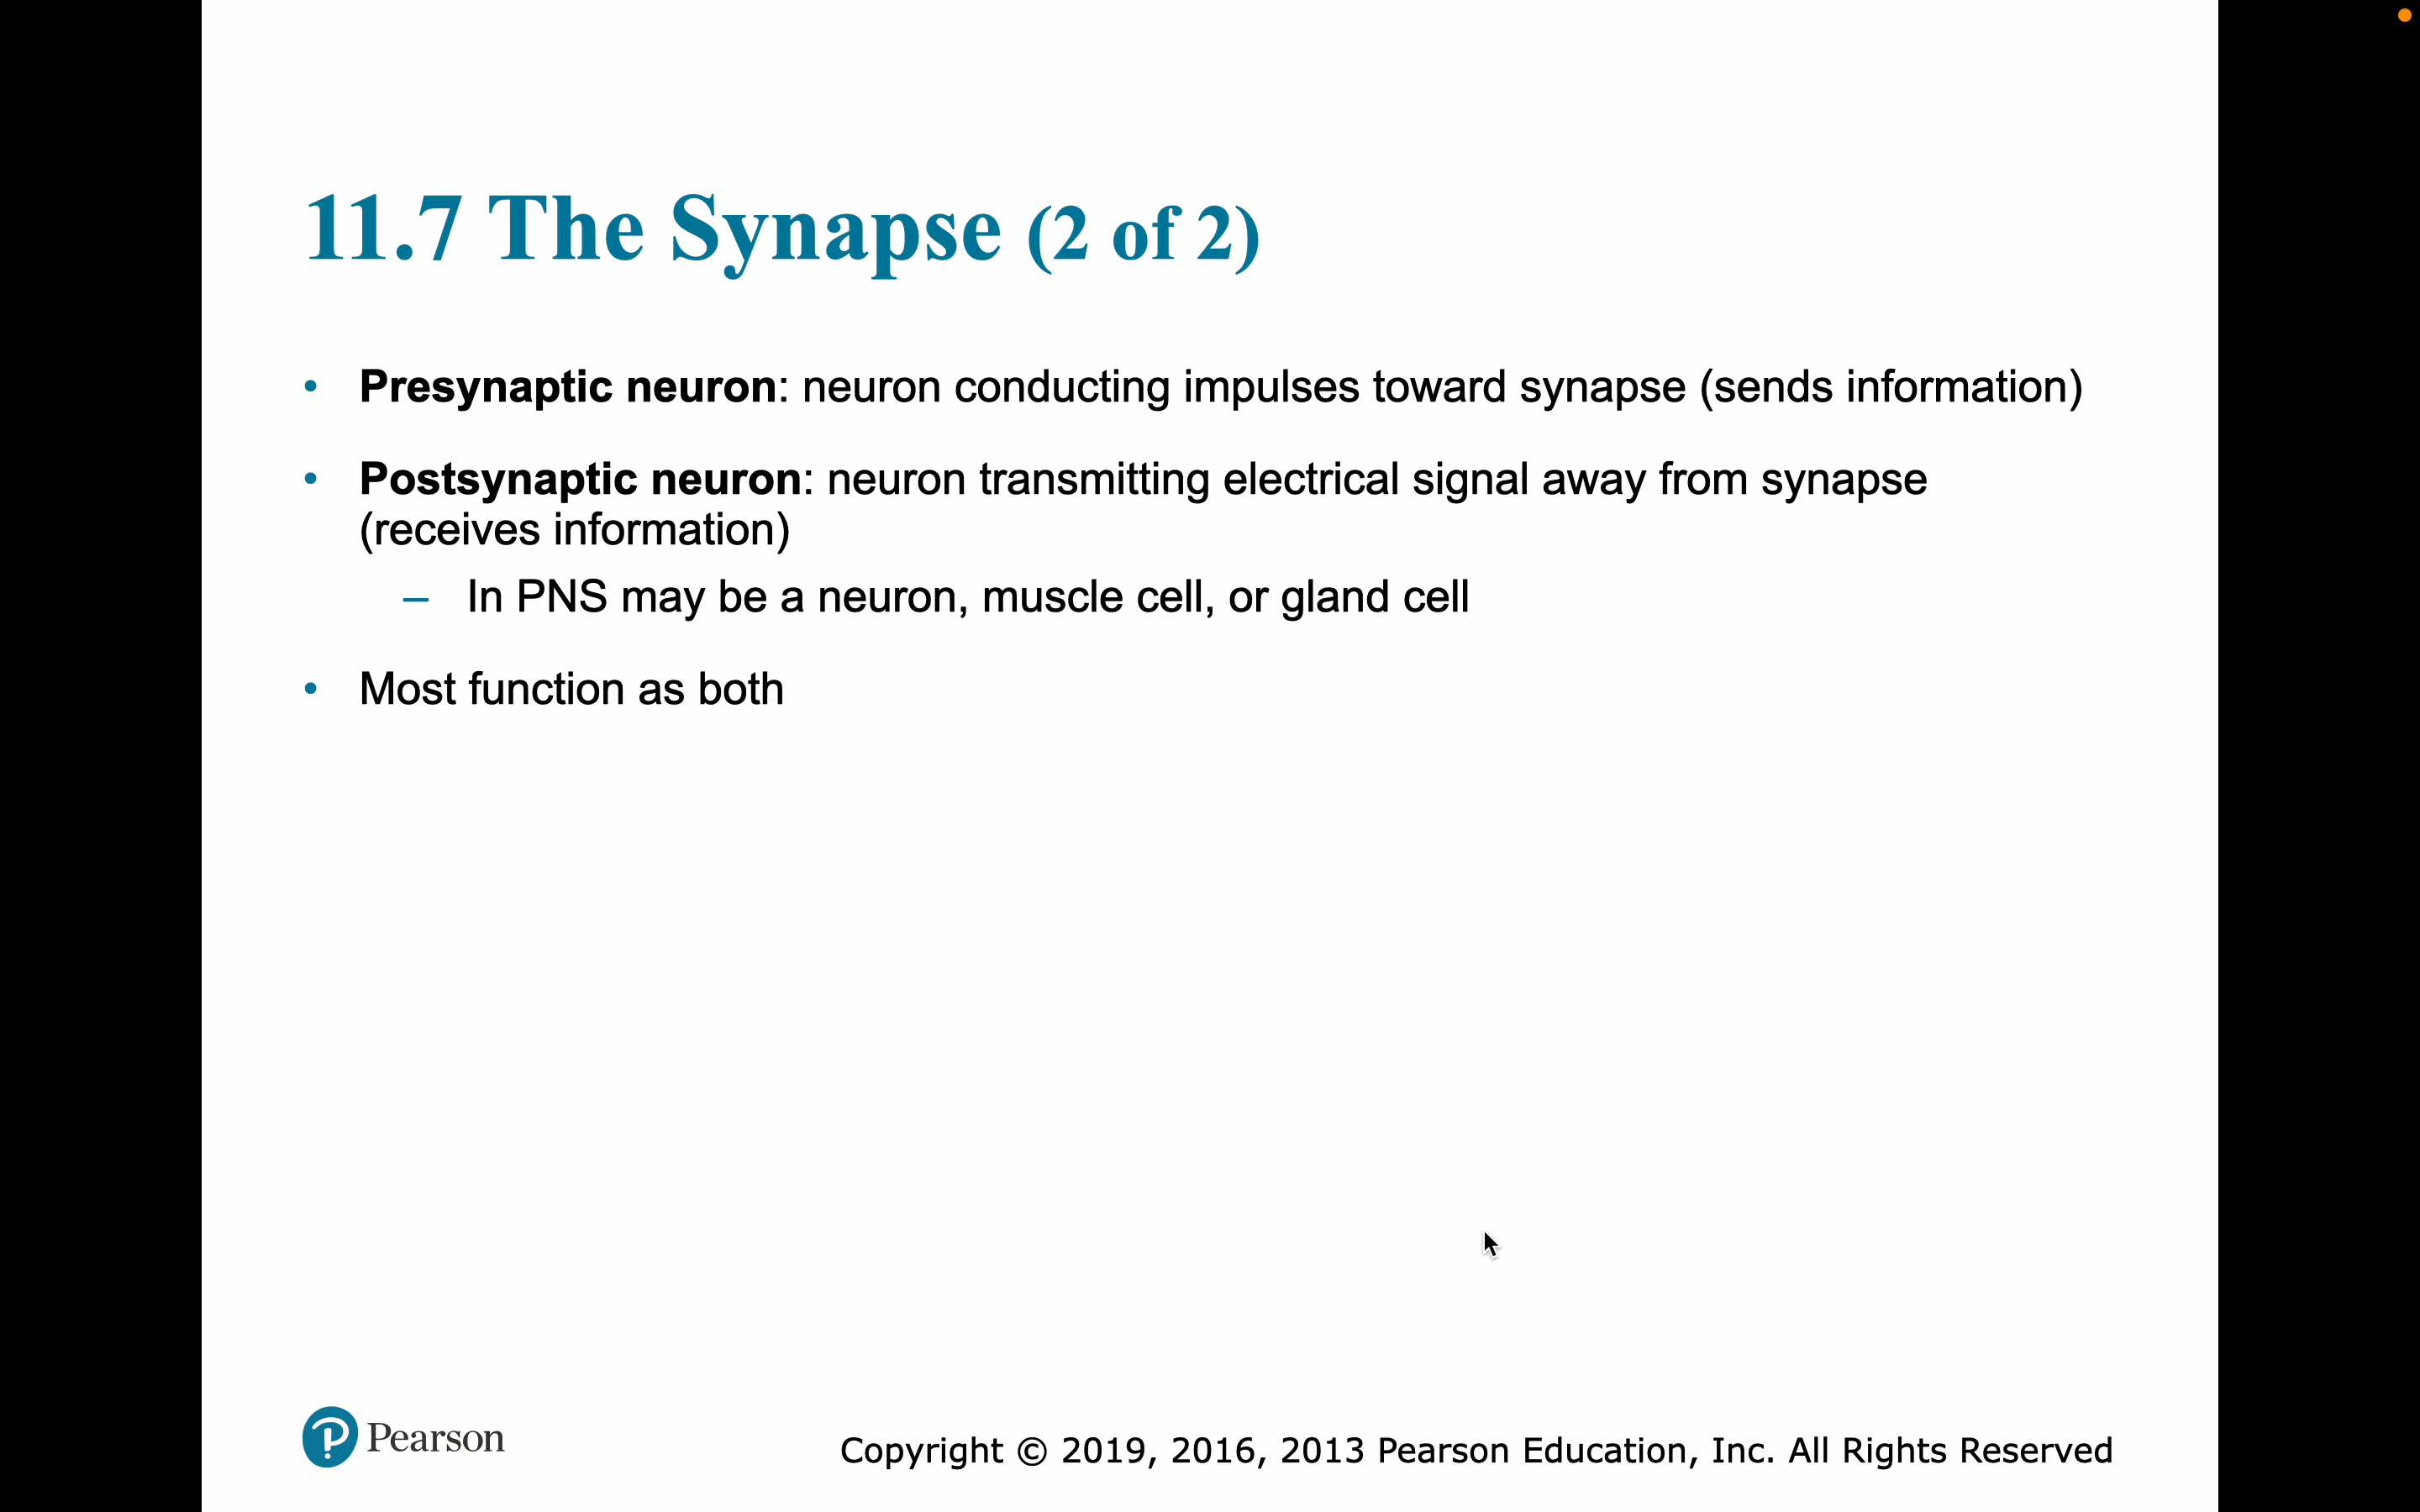 11.7 The Synapse (2 of 2)
• Presynaptic neuron: neuron conducting impulses toward synapse (sends information)
• Postsynaptic neuron: neuron transmitting electrical signal away from synapse
(receives information)
– In PNS may be a neuron, muscle cell, or gland cell
• Most function as both
Pearson
Copyright © 2019, 2016, 2013 Pearson Education, Inc. All Rights Reserved